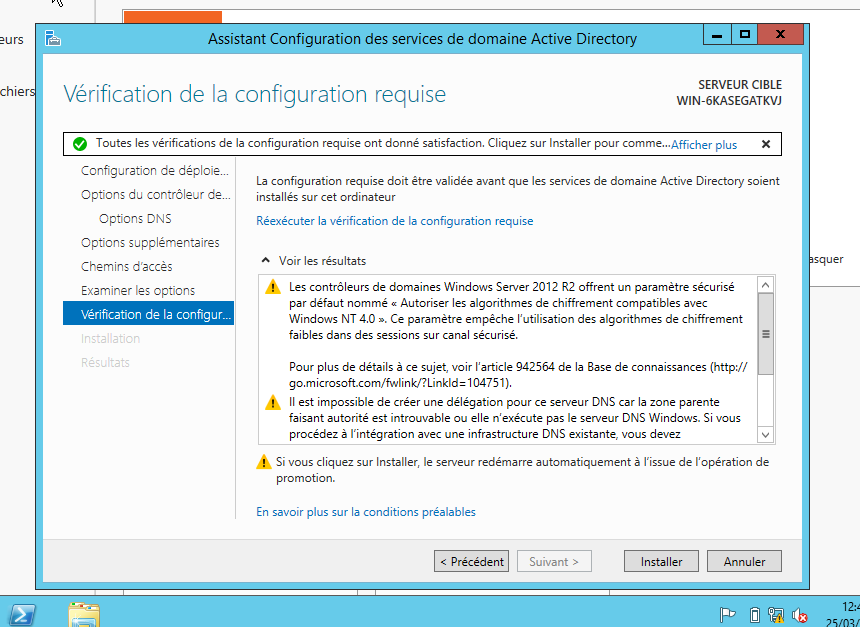 Assistant Configuration des services de domaine Active Directory
eurs
chiers
Vérification de la configuration requise
SERVEUR CIBLE
WIN-6KASEGATKVJ
Toutes les vérifications de la configuration requise ont donné satisfaction. Cliquez sur Installer pour comme... Afficher plus
Configuration de déploie...
Options du contrôleur de...
Options DNS
Options supplémentaires
Chemins d'accès
Examiner les options
Vérification de la configur...
Installation
Résultats
La configuration requise doit être validée avant que les services de domaine Active Directory soient
installés sur cet ordinateur
Réexécuter la vérification de la configuration requise
Voir les résultats
Les contrôleurs de domaines Windows Server 2012 R2 offrent un paramètre sécurisé
par défaut nommé « Autoriser les algorithmes de chiffrement compatibles avec
Windows NT 4.0 ». Ce paramètre empêche l'utilisation des algorithmes de chiffrement
faibles dans des sessions sur canal sécurisé.
Pour plus de détails à ce sujet, voir l'article 942564 de la Base de connaissances (http://
go.microsoft.com/fwlink/?LinkId=104751).
Il est impossible de créer une délégation pour ce serveur DNS car la zone parente
faisant autorité est introuvable ou elle n'exécute pas le serveur DNS Windows. Si vous
procédez à l'intégration avec une infrastructure DNS existante, vous devez
Si vous cliquez sur Installer, le serveur redémarre automatiquement à l'issue de l'opération de
promotion.
En savoir plus sur la conditions préalables
< Précédent
Suivant >
Installer
Annuler
asquer
12:4
25/03/